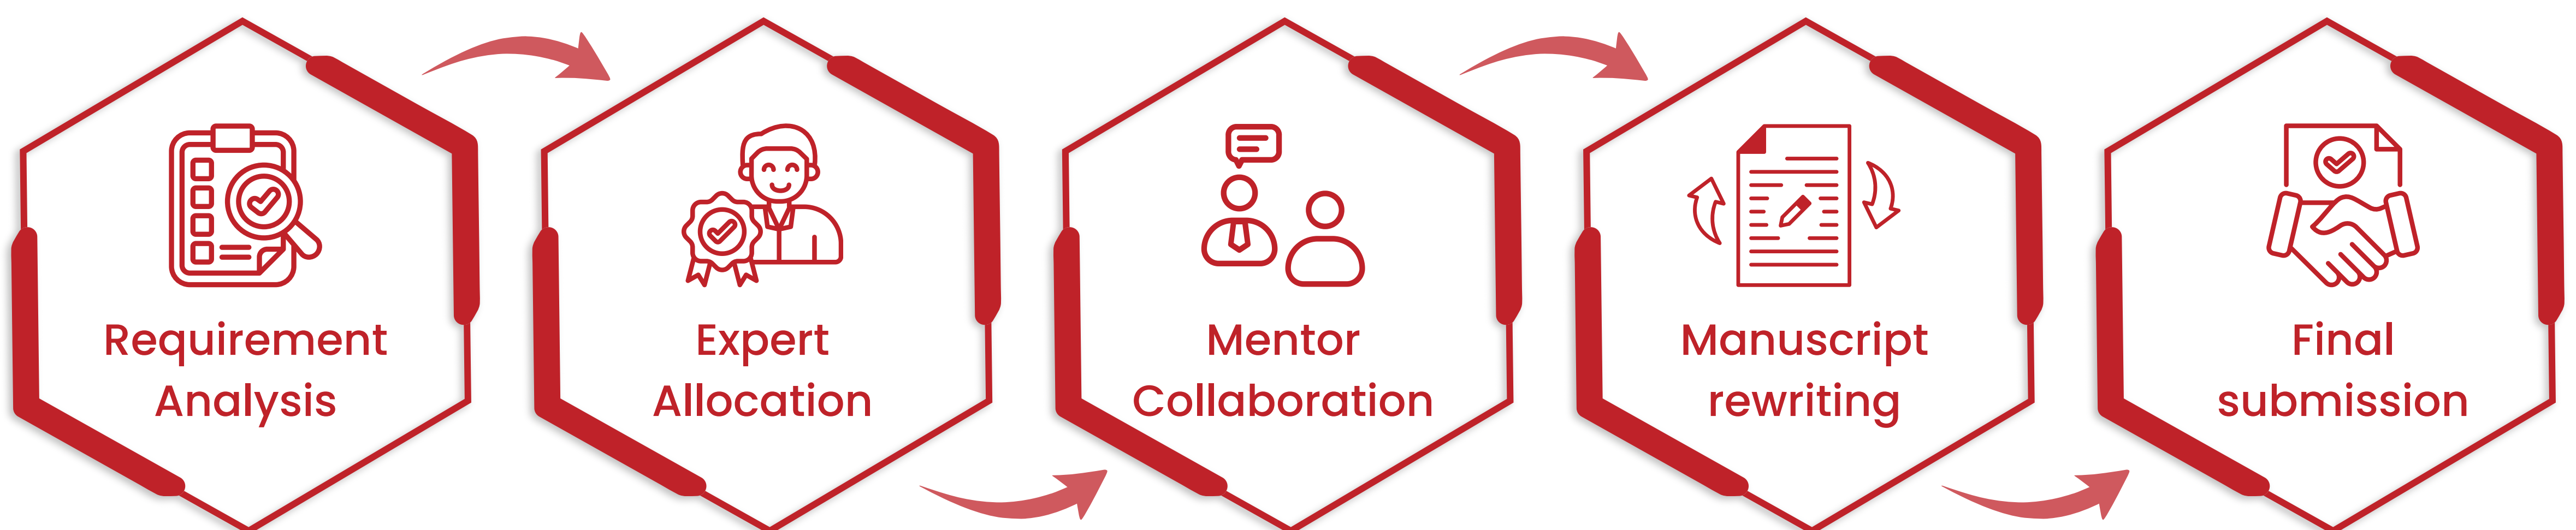 Requirement
Analysis
Expert
Allocation
Mentor
Collaboration
Manuscript
rewriting
Final
submission